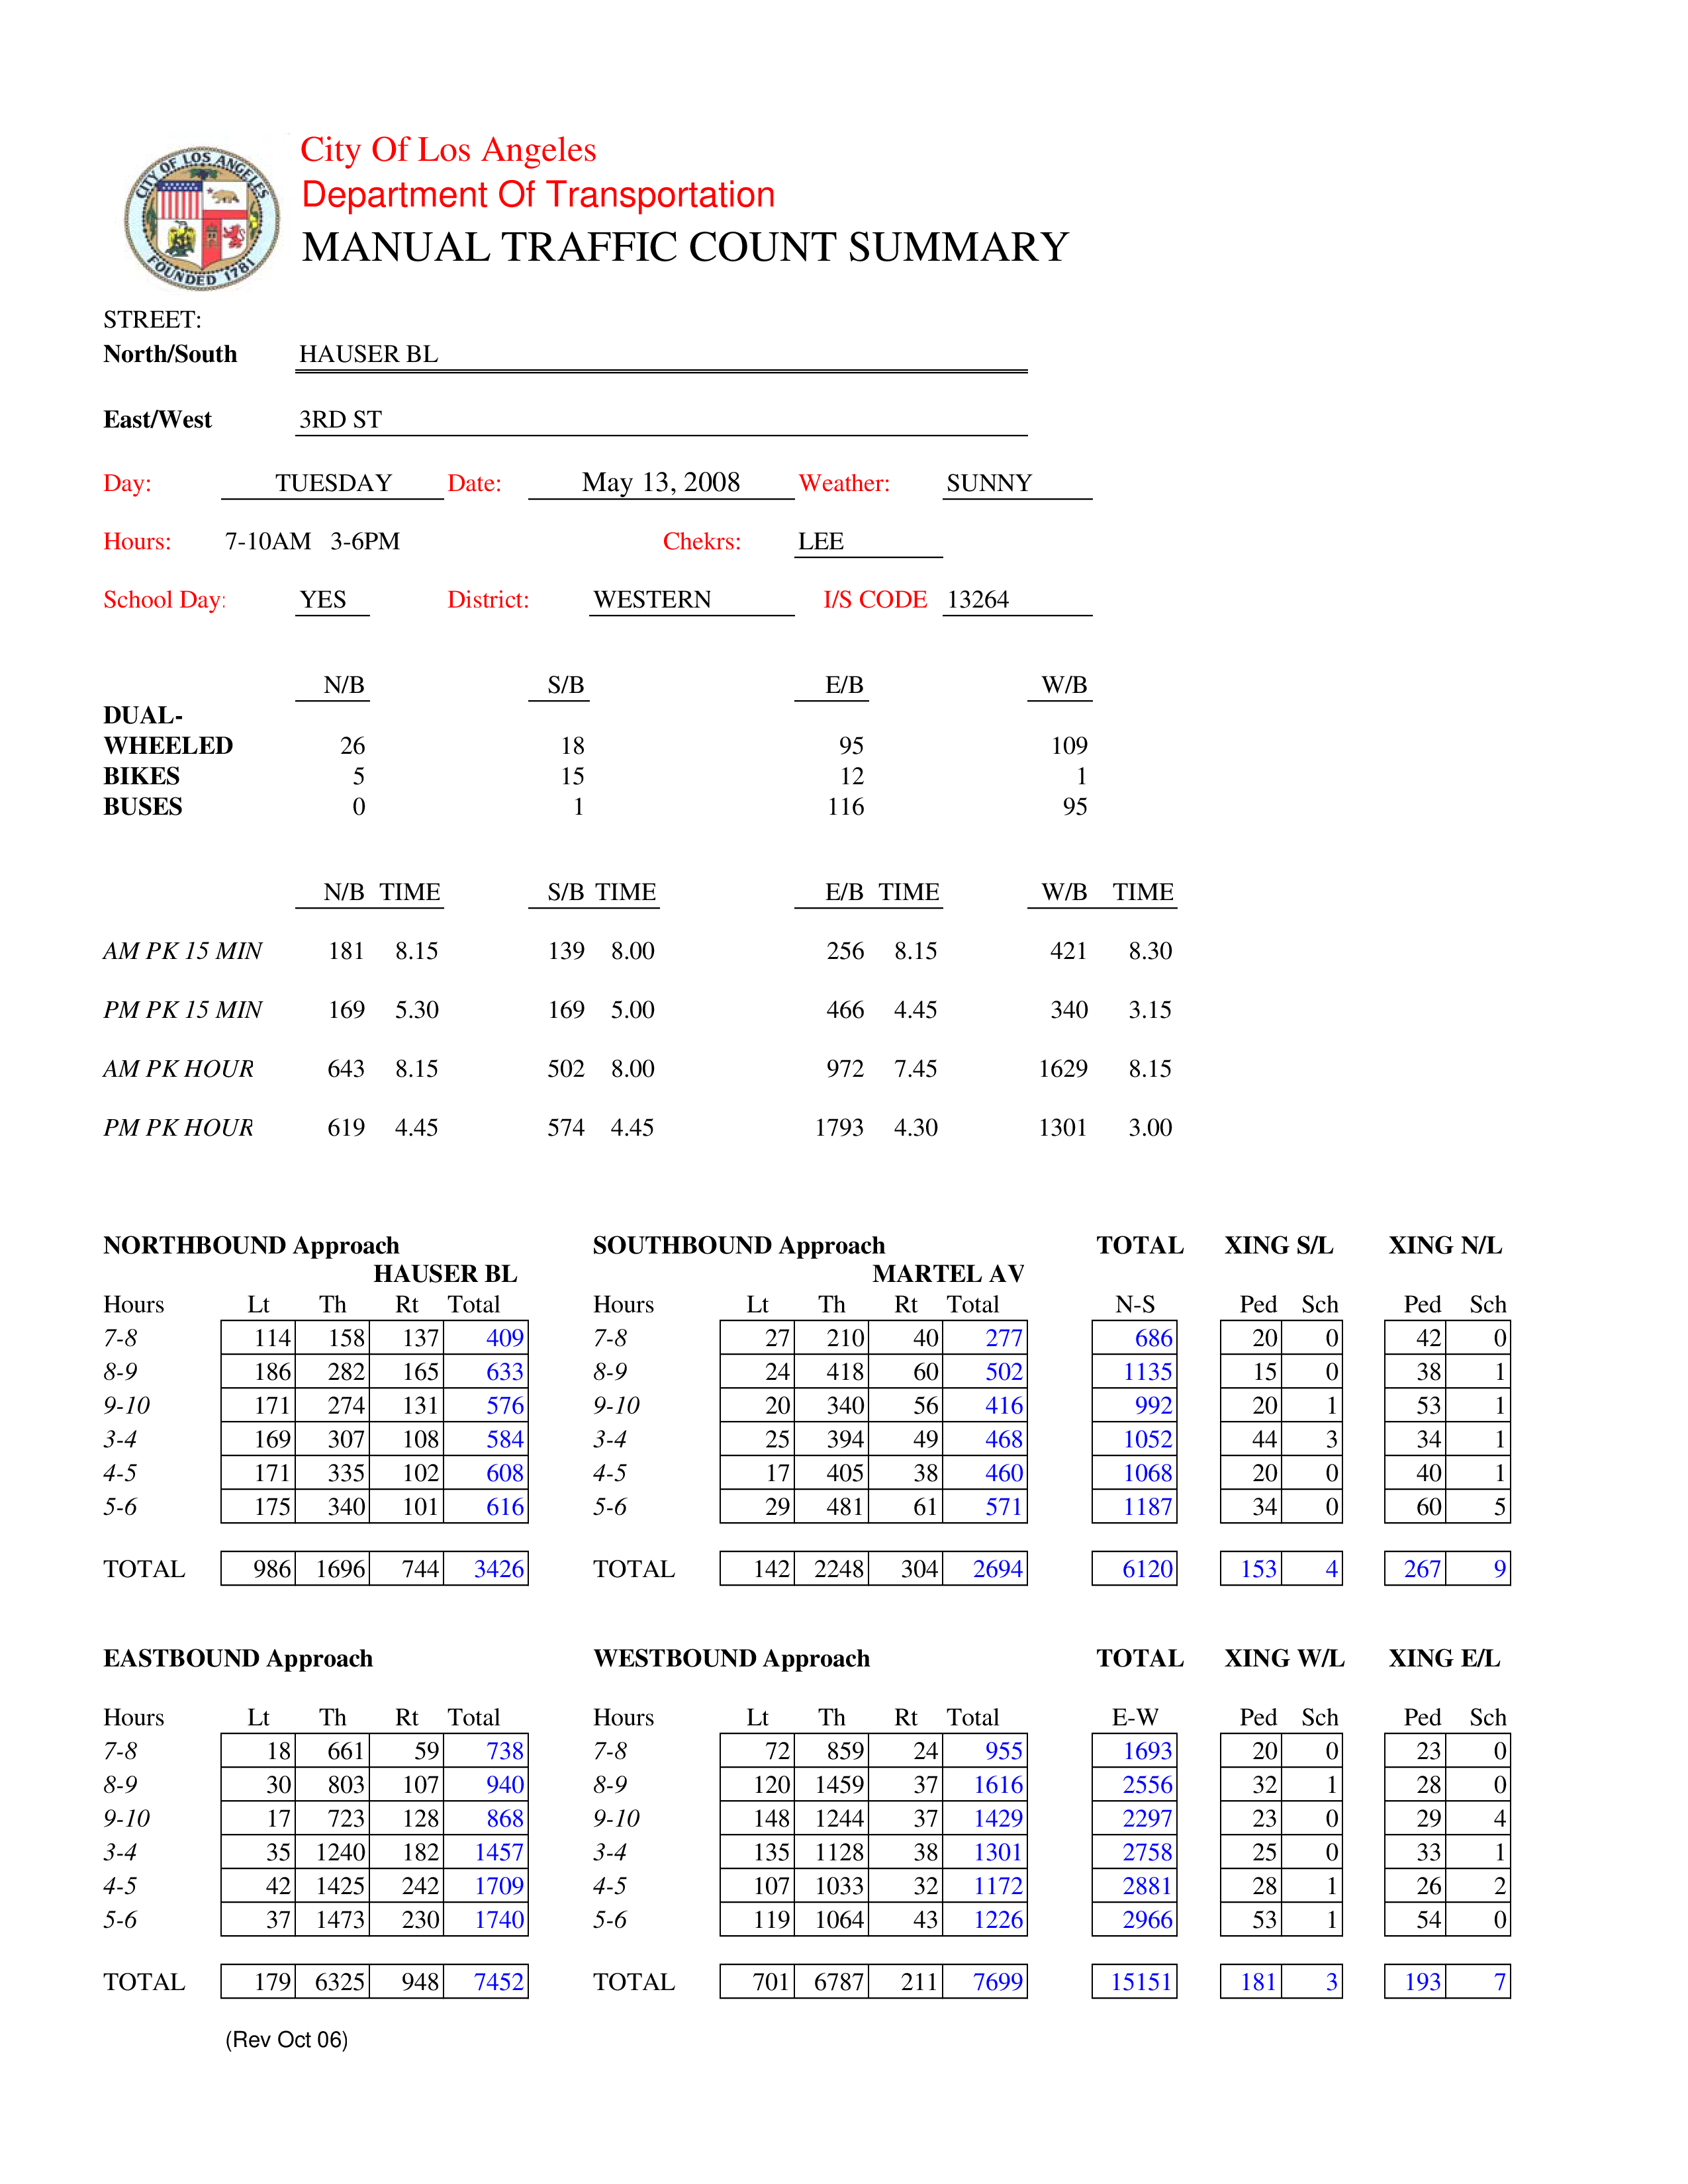 CITY OF LOS ANGELES
FOUNDED 1781
City Of Los Angeles
Department Of Transportation
MANUAL TRAFFIC COUNT SUMMARY
STREET:
North/South HAUSER BL
East/West 3RD ST
Day: TUESDAY Date: May 13, 2008 Weather: SUNNY
Hours: 7-10AM 3-6PM Chekrs: LEE
School Day: YES District: WESTERN I/S CODE 13264
N/B S/B E/B W/B
DUAL-
WHEELED 26 18 95 109
BIKES 5 15 12 1
BUSES 0 1 116 95
N/B TIME S/B TIME E/B TIME W/B TIME
AM PK 15 MIN 181 8.15 139 8.00 256 8.15 421 8.30
PM PK 15 MIN 169 5.30 169 5.00 466 4.45 340 3.15
AM PK HOUR 643 8.15 502 8.00 972 7.45 1629 8.15
PM PK HOUR 619 4.45 574 4.45 1793 4.30 1301 3.00
NORTHBOUND Approach SOUTHBOUND Approach TOTAL XING S/L XING N/L
HAUSER BL MARTEL AV
Hours Lt Th Rt Total Hours Lt Th Rt Total N-S Ped Sch Ped Sch
7-8 114 158 137 409 7-8 27 210 40 277 686 20 0 42 0
8-9 186 282 165 633 8-9 24 418 60 502 1135 15 0 38 1
9-10 171 274 131 576 9-10 20 340 56 416 992 20 1 53 1
3-4 169 307 108 584 3-4 25 394 49 468 1052 44 3 34 1
4-5 171 335 102 608 4-5 17 405 38 460 1068 20 0 40 1
5-6 175 340 101 616 5-6 29 481 61 571 1187 34 0 60 5
TOTAL 986 1696 744 3426 TOTAL 142 2248 304 2694 6120 153 4 267 9
EASTBOUND Approach WESTBOUND Approach TOTAL XING W/L XING E/L
Hours Lt Th Rt Total Hours Lt Th Rt Total E-W Ped Sch Ped Sch
7-8 18 661 59 738 7-8 72 859 24 955 1693 20 0 23 0
8-9 30 803 107 940 8-9 120 1459 37 1616 2556 32 1 28 0
9-10 17 723 128 868 9-10 148 1244 37 1429 2297 23 0 29 4
3-4 35 1240 182 1457 3-4 135 1128 38 1301 2758 25 0 33 1
4-5 42 1425 242 1709 4-5 107 1033 32 1172 2881 28 1 26 2
5-6 37 1473 230 1740 5-6 119 1064 43 1226 2966 53 1 54 0
TOTAL 179 6325 948 7452 TOTAL 701 6787 211 7699 15151 181 3 193 7
(Rev Oct 06)